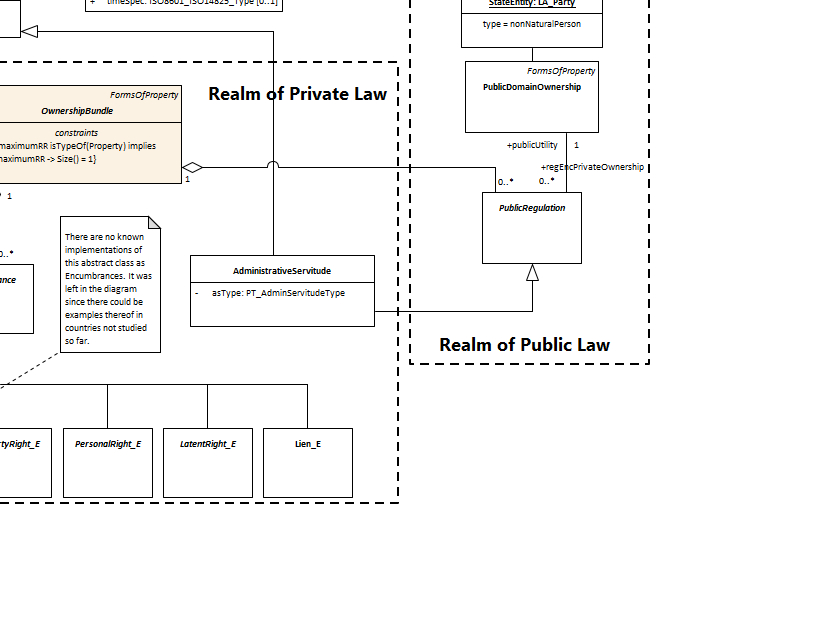 + timeSpec: ISO8601_ISO14825_Type [0..1]
StateEntity: LA_Party
type = nonNaturalPerson
FormsOfProperty
PublicDomainOwnership
+publicUtility 1
+regEncPrivateOwnership
0..* 0..*
PublicRegulation
Realm of Public Law
Realm of Private Law
FormsOfProperty
OwnershipBundle
constraints
maximumRR isTypeOf(Property) implies
maximumRR -> Size() = 1}
1
* 1
0..*
ance
There are no known
implementations of
this abstract class as
Encumbrances. It was
left in the diagram
since there could be
examples thereof in
countries not studied
so far.
AdministrativeServitude
- asType: PT_AdminServitudeType
rtyRight_E
PersonalRight_E
LatentRight_E
Lien_E